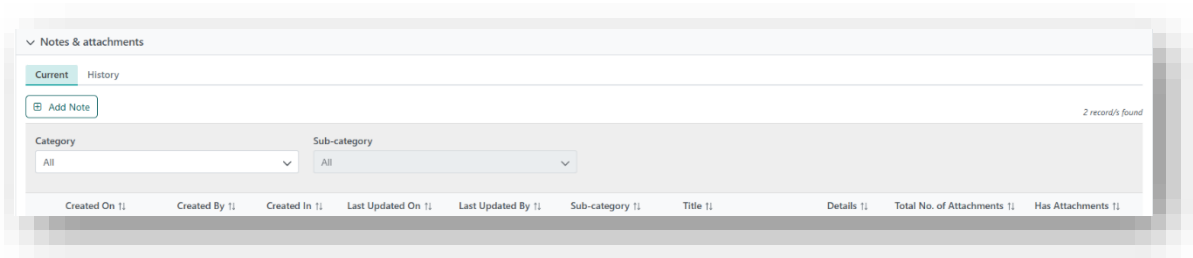 Notes & attachments
Current History
Add Note
2 record/s found
Category Sub-category
All All
Created On Created By Created In Last Updated On Last Updated By Sub-category Title Details Total No. of Attachments Has Attachments